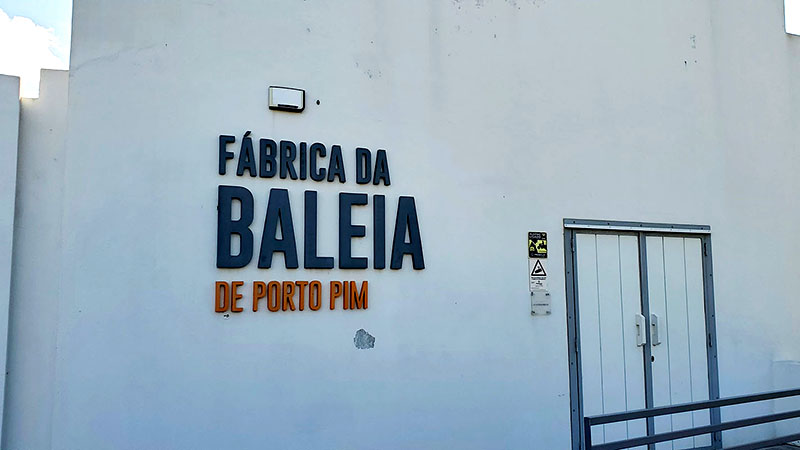 FÁBRICA DA
BALEIA
DE PORTO PIM